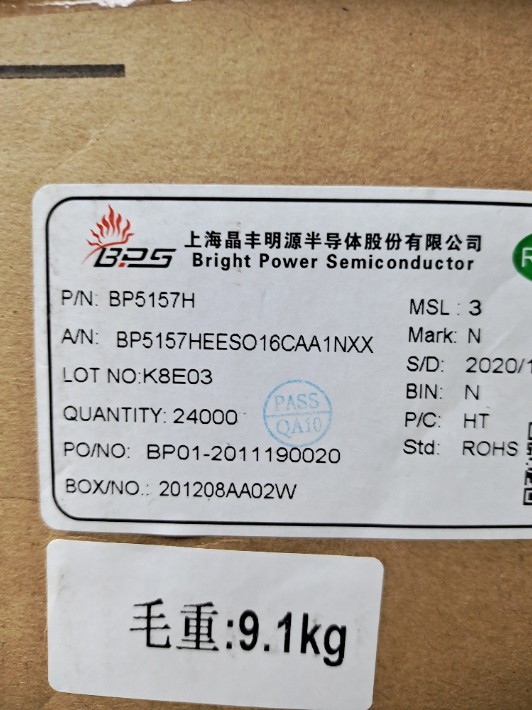 BPS
上海晶丰明源半导体股份有限公司
Bright Power Semiconductor
P/N: BP5157H
MSL : 3
A/N: BP5157HEESO16CAA1NXX
Mark: N
LOT NO:K8E03
S/D: 2020/1
QUANTITY: 24000
BIN: N
PASS
QA10
P/C: HT
PO/NO: BP01-2011190020
Std: ROHS
BOX/NO.: 201208AA02W
毛重:9.1kg